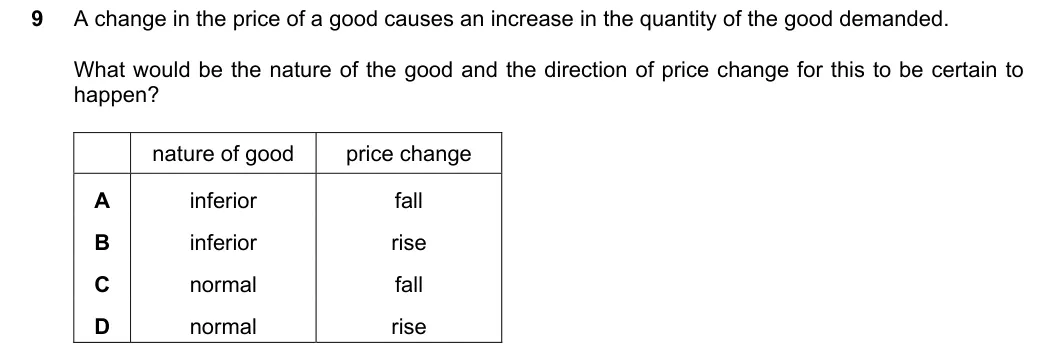 9 A change in the price of a good causes an increase in the quantity of the good demanded.
What would be the nature of the good and the direction of price change for this to be certain to
happen?
nature of good price change
A inferior fall
B inferior rise
C normal fall
D normal rise